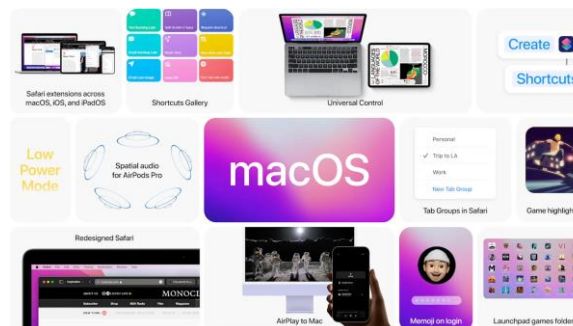 Safari extensions across
macOS, iOS, and iPadOS
Shortcuts Gallery
Universal Control
Create
Shortcuts
Low
Power
Mode
Spatial audio
for AirPods Pro
macOS
Personal
✓ Trip to LA
Work
New Tab Group
Tab Groups in Safari
Game highligh
Redesigned Safari
MONOCL
AirPlay to Mac
Memoji on login
Launchpad games folder